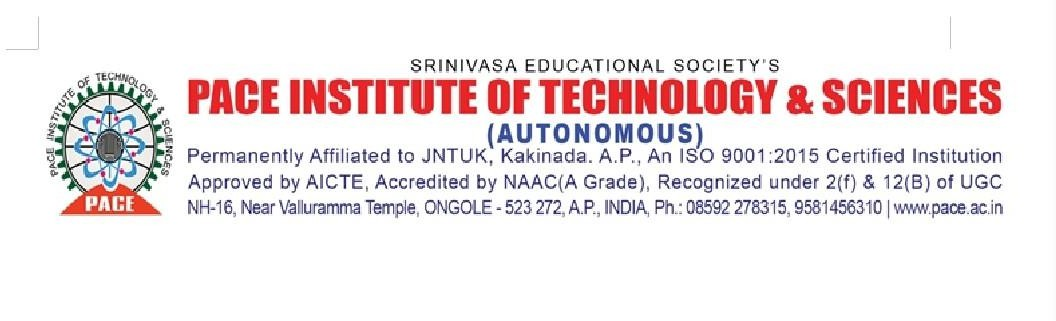 SRINIVASA EDUCATIONAL SOCIETY'S
PACE INSTITUTE OF TECHNOLOGY & SCIENCES
(AUTONOMOUS)
Permanently Affiliated to JNTUK, Kakinada. A.P., An ISO 9001:2015 Certified Institution
Approved by AICTE, Accredited by NAAC(A Grade), Recognized under 2(f) & 12(B) of UGC
NH-16, Near Valluramma Temple, ONGOLE - 523 272, A.P., INDIA, Ph.: 08592 278315, 9581456310 | www.pace.ac.in
PACE INSTITUTE OF TECHNOLOGY & SCIENCES
PACE